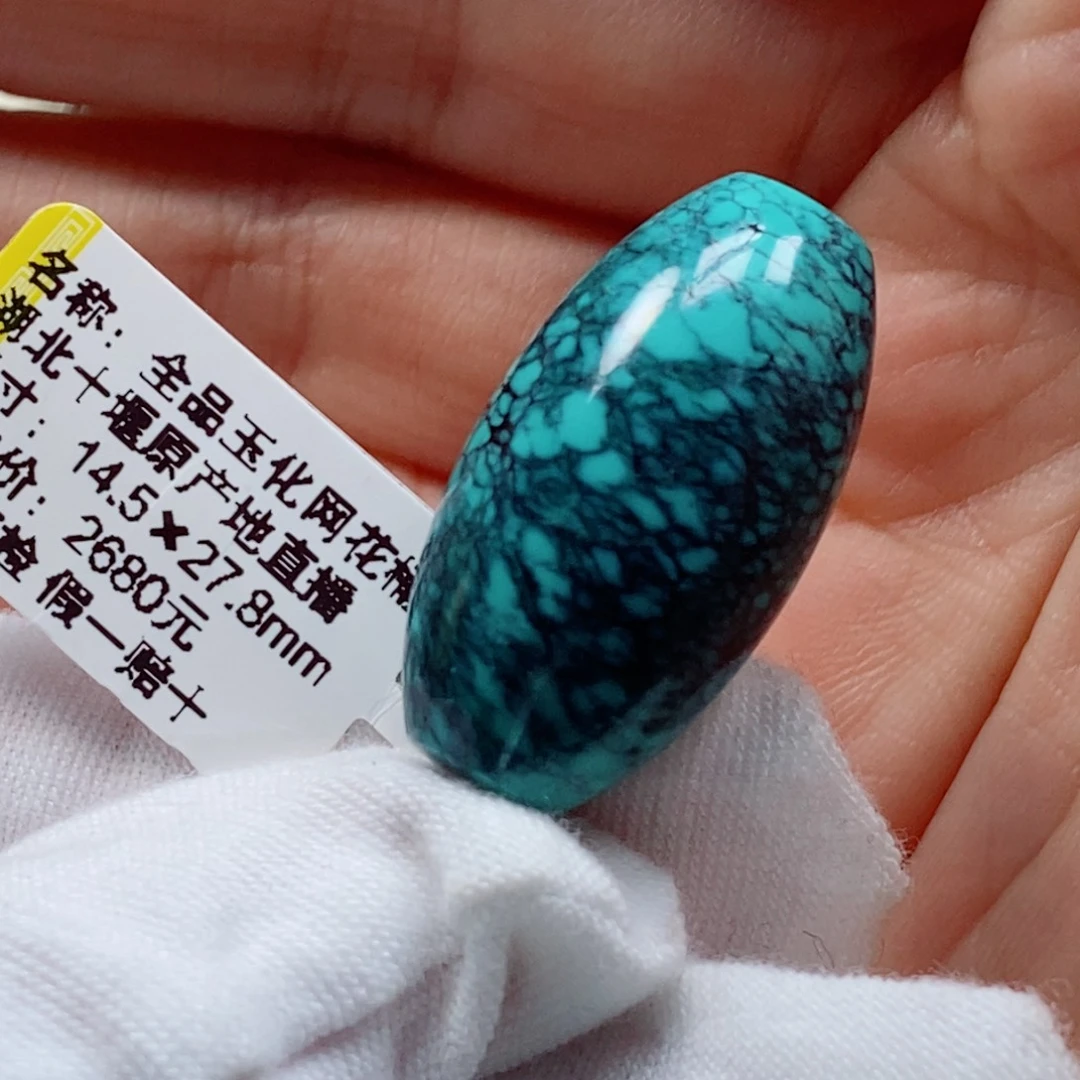 名称: 全品玉化网花
湖北十堰原产地直播
寸: 14.5×27.8mm
价: 2680元
检 假一赔十